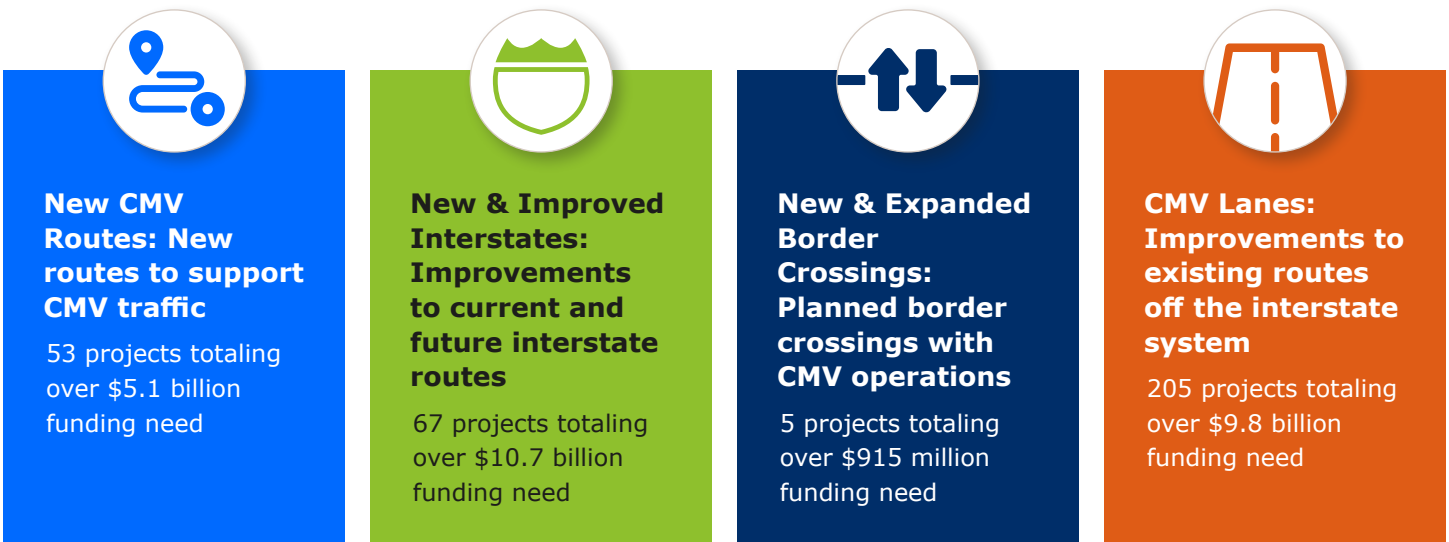 New CMV
Routes: New
routes to support
CMV traffic
53 projects totaling
over $5.1 billion
funding need
New & Improved
Interstates:
Improvements
to current and
future interstate
routes
67 projects totaling
over $10.7 billion
funding need
New & Expanded
Border
Crossings:
Planned border
crossings with
CMV operations
5 projects totaling
over $915 million
funding need
CMV Lanes:
Improvements to
existing routes
off the interstate
system
205 projects totaling
over $9.8 billion
funding need